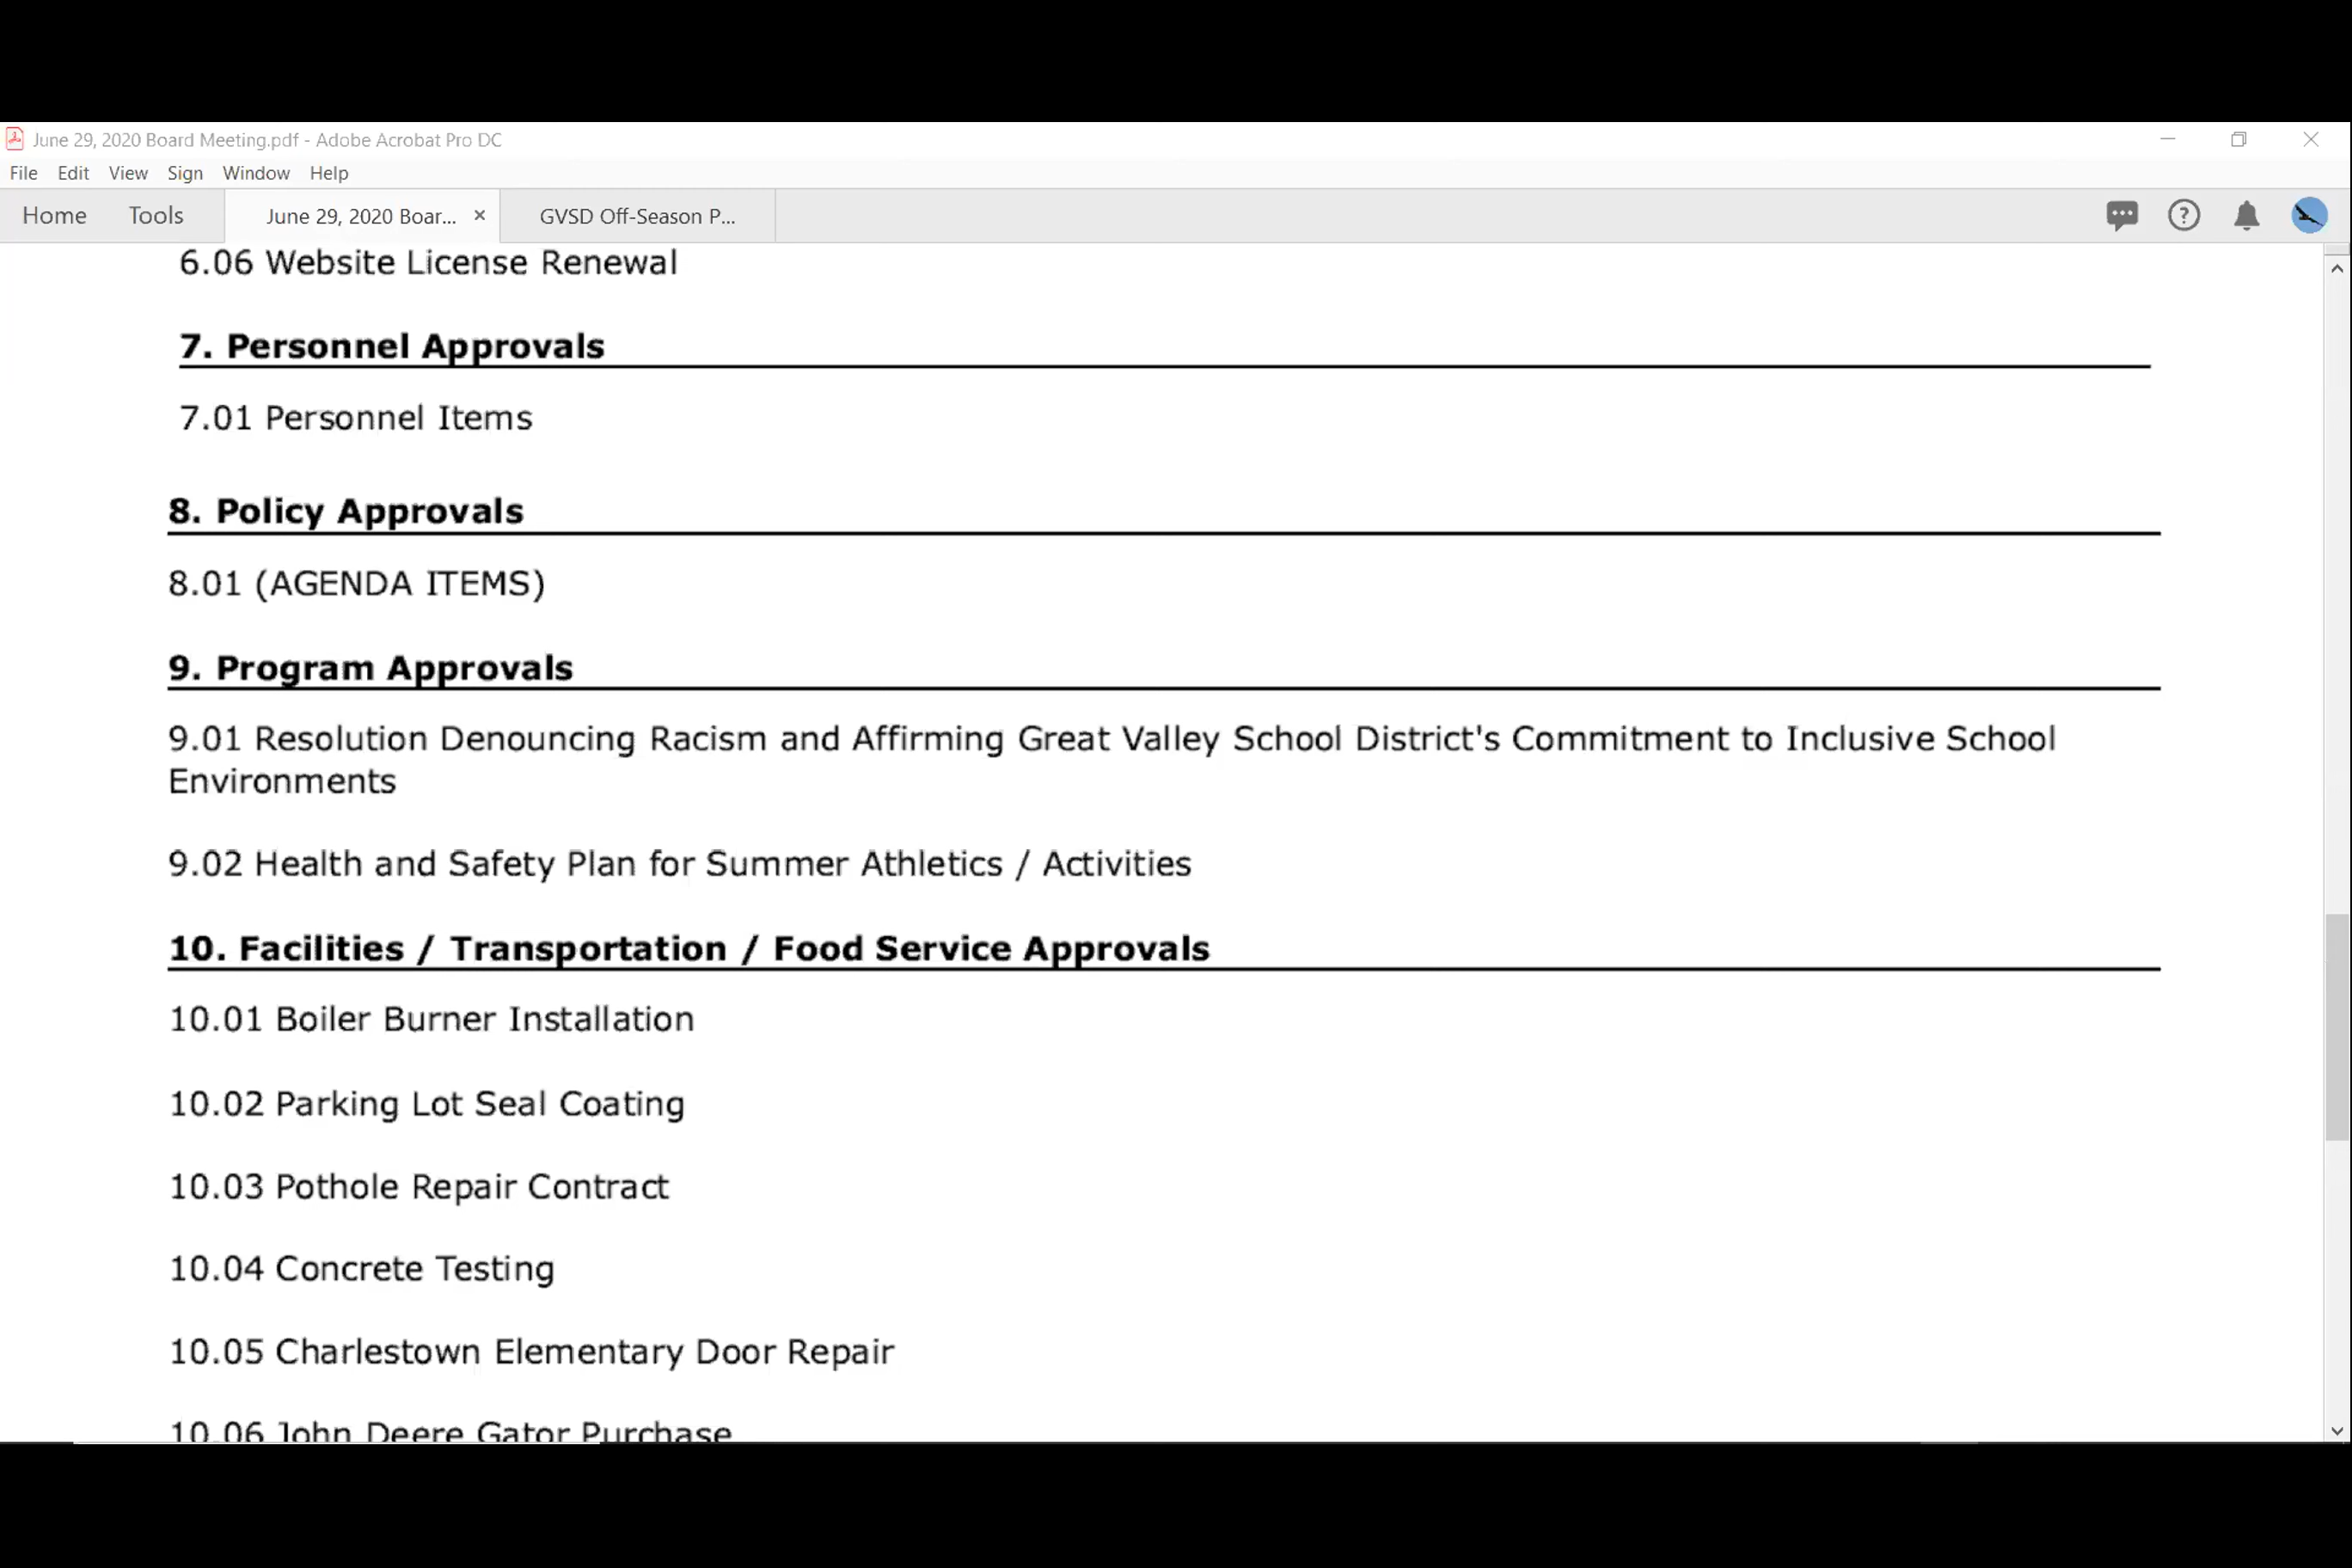 June 29, 2020 Board Meeting.pdf - Adobe Acrobat Pro DC
File Edit View Sign Window Help
Home Tools June 29, 2020 Boar... × GVSD Off-Season P...
6.06 Website License Renewal
7. Personnel Approvals
7.01 Personnel Items
8. Policy Approvals
8.01 (AGENDA ITEMS)
9. Program Approvals
9.01 Resolution Denouncing Racism and Affirming Great Valley School District's Commitment to Inclusive School
Environments
9.02 Health and Safety Plan for Summer Athletics / Activities
10. Facilities / Transportation / Food Service Approvals
10.01 Boiler Burner Installation
10.02 Parking Lot Seal Coating
10.03 Pothole Repair Contract
10.04 Concrete Testing
10.05 Charlestown Elementary Door Repair
10.06 John Deere Gator Purchase